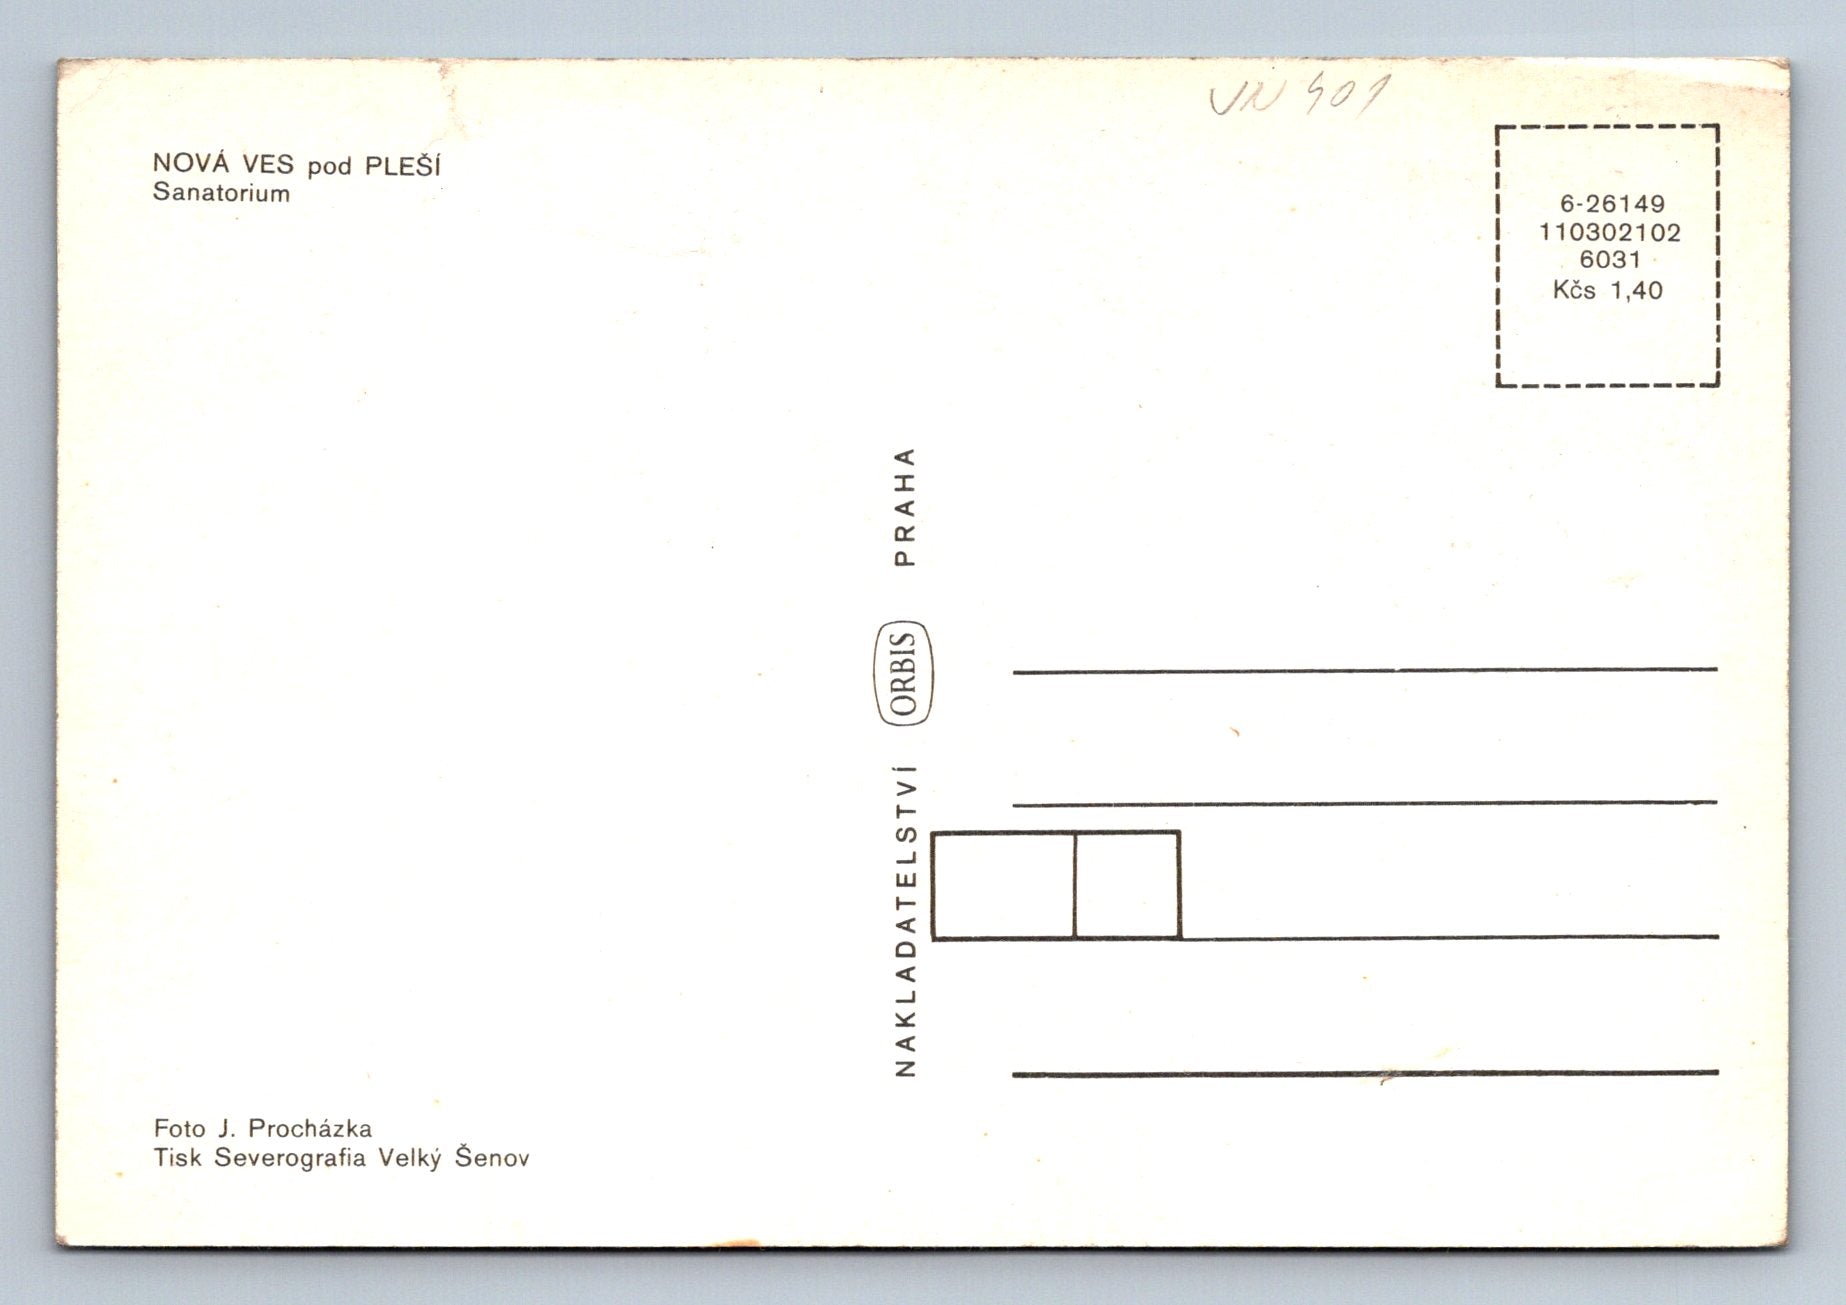 VN 401
NOVÁ VES pod PLEŠÍ
Sanatorium
6-26149
110302102
6031
Kčs 1,40
NAKLADATELSTVÍ ORBIS PRAHA
Foto J. Procházka
Tisk Severografia Velký Šenov